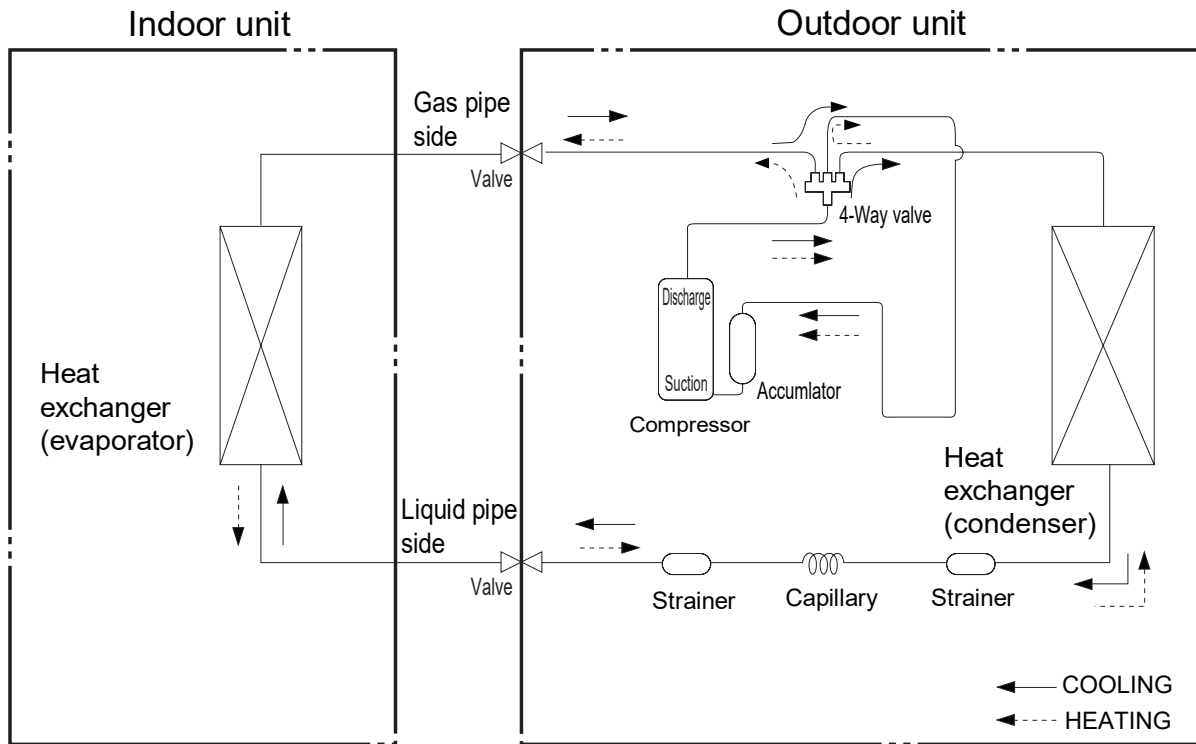 Indoor unit
Outdoor unit
Gas pipe
side
Valve
4-Way valve
Discharge
Suction
Accumlator
Compressor
Heat
exchanger
(evaporator)
Heat
exchanger
(condenser)
Liquid pipe
side
Valve
Strainer
Capillary
Strainer
COOLING
HEATING